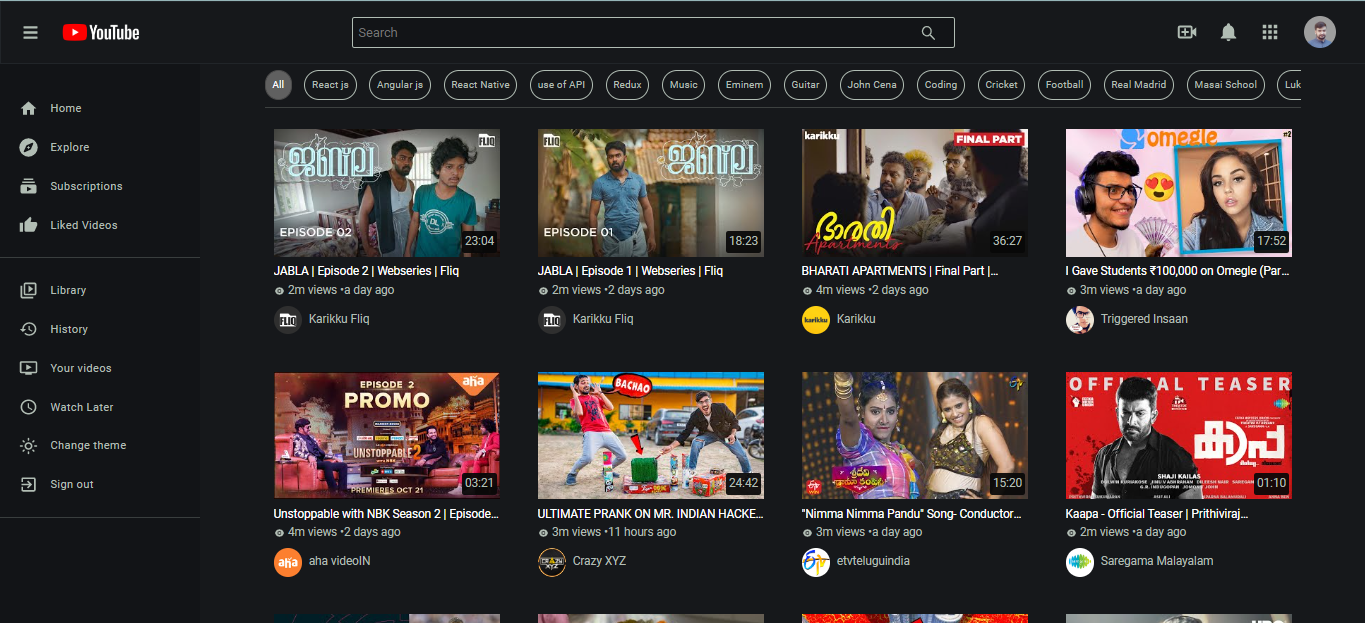 YouTube
Search
All
React js
Angular js
React Native
use of API
Redux
Music
Eminem
Guitar
John Cena
Coding
Cricket
Football
Real Madrid
Masai School
Luk
Home
Explore
Subscriptions
Liked Videos
Library
History
Your videos
Watch Later
Change theme
Sign out
ജബ്ല
FLIQ
EPISODE 02
23:04
JABLA | Episode 2 | Webseries | Fliq
2m views •a day ago
FLIQ
Karikku Fliq
FLIQ
ജബ്ല
EPISODE 01
18:23
JABLA | Episode 1 | Webseries | Fliq
2m views •2 days ago
FLIQ
Karikku Fliq
karikku
FINAL PART
ഭാരതി
Apartments
36:27
BHARATI APARTMENTS | Final Part |...
4m views •2 days ago
karikku
Karikku
omegle
#2
17:52
I Gave Students ₹100,000 on Omegle (Par...
3m views •a day ago
Triggered Insaan
EPISODE 2
PROMO
aha
UNSTOPPABLE
WITH NBK
2
PREMIERES OCT 21
03:21
Unstoppable with NBK Season 2 | Episode...
4m views •2 days ago
aha
aha videoIN
BACHAO
24:42
ULTIMATE PRANK ON MR. INDIAN HACKE...
3m views •11 hours ago
CRAZY
XYZ
Crazy XYZ
శ్రీదేవి
డ్రామా కంపెనీ
15:20
"Nimma Nimma Pandu" Song- Conductor...
3m views •a day ago
etvteluguindia
OFFICIAL TEASER
കാപ്പ
SHAJI KAILAS
01:10
Kaapa - Official Teaser | Prithiviraj...
2m views •a day ago
Saregama Malayalam